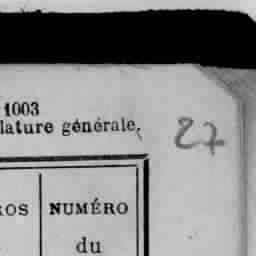 1003
lature générale.
27
ROS NUMÉRO
du